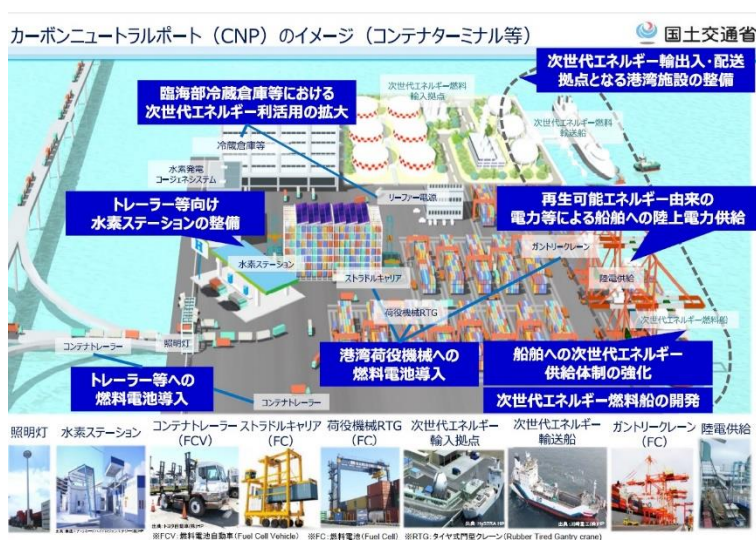 カーボンニュートラルポート（CNP）のイメージ（コンテナターミナル等）
国土交通省
次世代エネルギー輸出入・配送
拠点となる港湾施設の整備
臨海部冷蔵倉庫等における
次世代エネルギー利活用の拡大
次世代エネルギー燃料
輸入拠点
次世代エネルギー燃料
輸送船
冷蔵倉庫等
水素発電
コージェネシステム
リーファー電源
トレーラー等向け
水素ステーションの整備
再生可能エネルギー由来の
電力等による船舶への陸上電力供給
ガントリークレーン
水素ステーション
ストラドルキャリア
陸電供給
荷役機械RTG
次世代エネルギー燃料船
コンテナトレーラー
照明灯
港湾荷役機械への
燃料電池導入
船舶への次世代エネルギー
供給体制の強化
トレーラー等への
燃料電池導入
コンテナトレーラー
次世代エネルギー燃料船の開発
照明灯
水素ステーション
コンテナトレーラー
(FCV)
ストラドルキャリア
(FC)
荷役機械RTG
(FC)
次世代エネルギー
輸入拠点
次世代エネルギー
輸送船
ガントリークレーン
(FC)
陸電供給
出典：トヨタ自動車(株)HP
出典：HySTRA HP
出典：川崎重工(株)HP
※FCV：燃料電池自動車(Fuel Cell Vehicle)
※FC：燃料電池(Fuel Cell)
※RTG：タイヤ式門型クレーン(Rubber Tired Gantry crane)